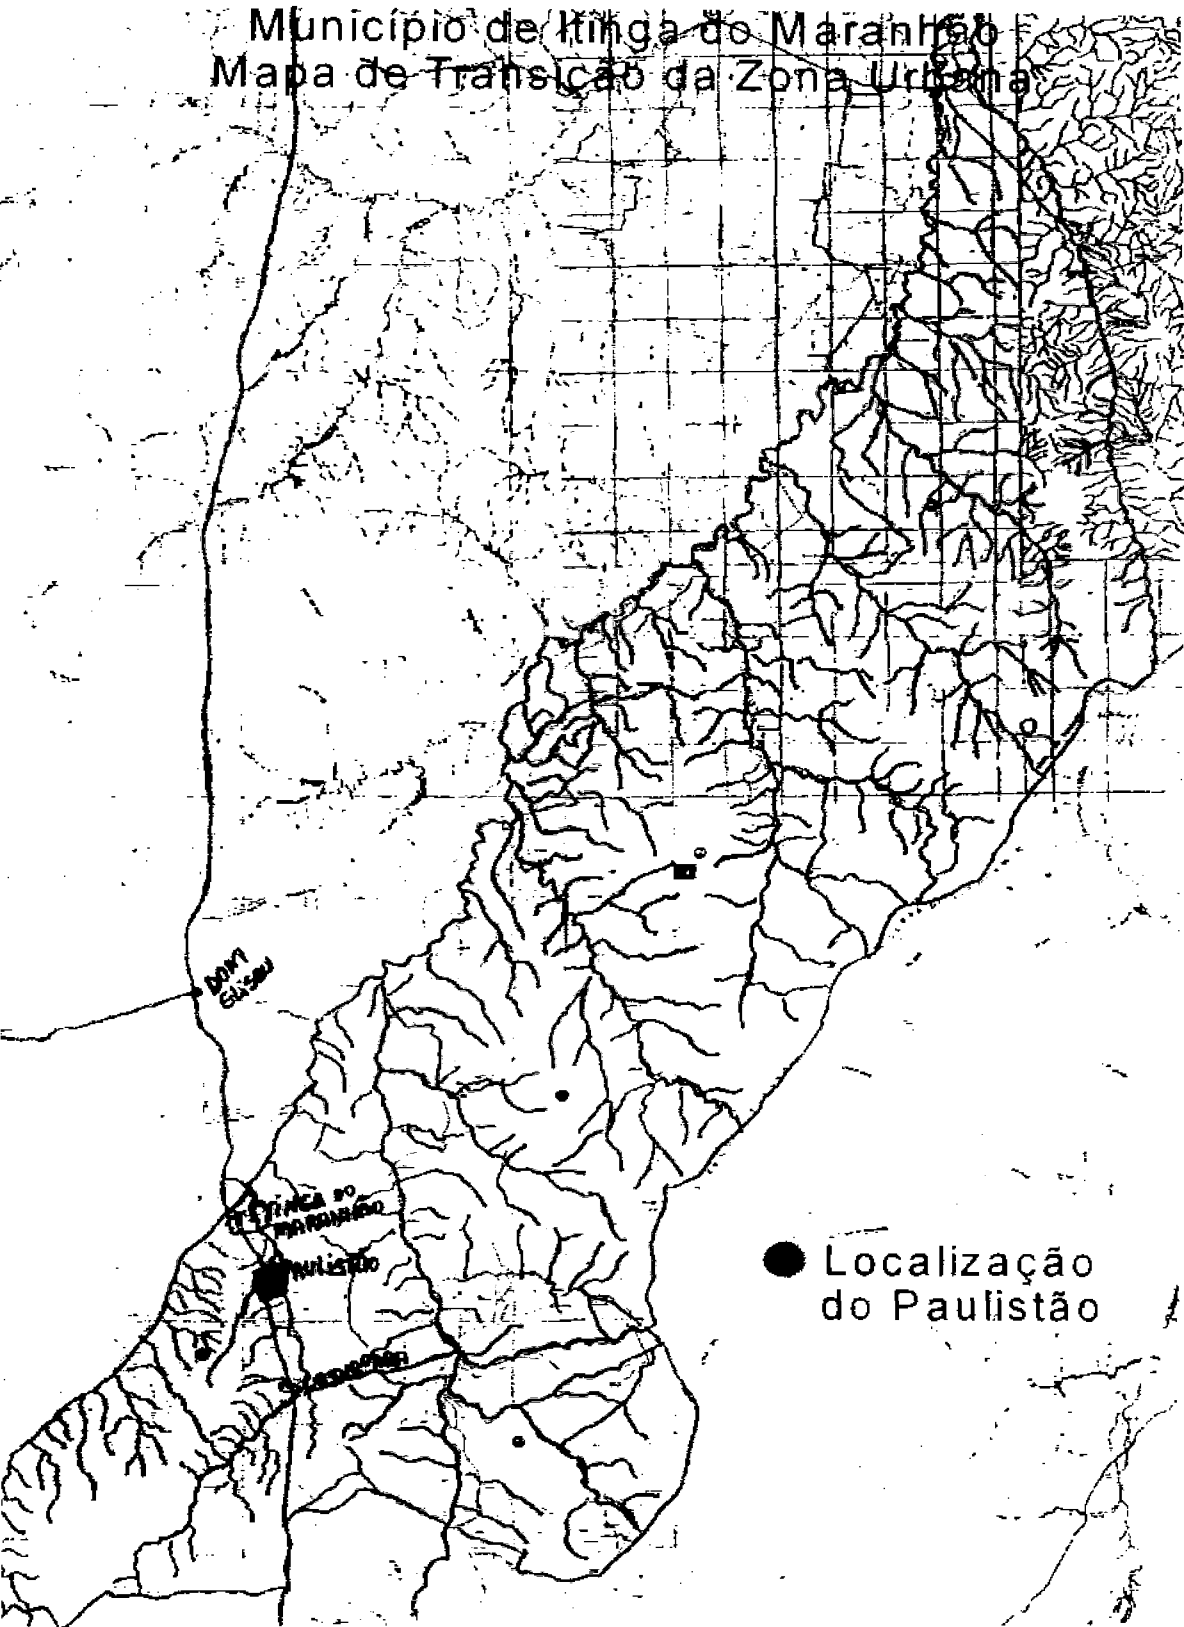 Município de Itinga do Maranhão
Mapa de Transição da Zona Urbana
DOM
ELISEU
ITINGA DO
MARANHÃO
PAULISTÃO
Localização
do Paulistão